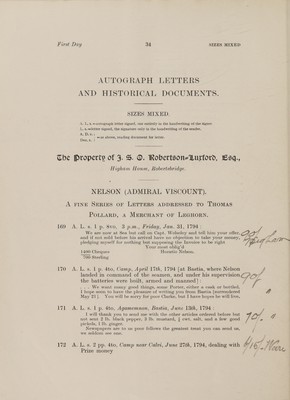 First Day
34
SIZES MIXED
AUTOGRAPH LETTERS
AND HISTORICAL DOCUMENTS.
SIZES MIXED.
A. L. s. autograph letter signed, one entirely in the handwriting of the signer.
L. s. letter signed, the signature only in the handwriting of the sender.
A. D. s.
D. s. as above, reading document for letter.
The Property of J. S. O. Robertson-Luxford, Esq.,
Higham House, Robertsbridge.
NELSON (ADMIRAL VISCOUNT).
A FINE SERIES OF LETTERS ADDRESSED TO THOMAS
POLLARD, A MERCHANT OF LEGHORN.
169 A. L. s. 1 p. 8vo, 3 p.m., Friday, Jan. 31, 1794:
We are now at Sea but call on Capt. Wolseley and tell him your offer,
and if not sold before his arrival have no objection to take your money,
pledging myself for nothing but supposing the Invoice to be right
Your most oblig'd
1400 Chequns Horatio Nelson.
700 Sterling
170 A. L. s. 1 p. 4to, Camp, April 17th, 1794 (at Bastia, where Nelson
landed in command of the seamen, and under his supervision
the batteries were built, armed and manned):
. . We want many good things, some Porter, either a cask or bottled,
I hope soon to have the pleasure of writing you from Bastia [surrendered
May 21] You will be sorry for poor Clarke, but I have hopes he will live,
171 A. L. s. 1 p. 4to, Agamemnon, Bastia, June 13th, 1794:
I will thank you to send me with the other articles ordered before but
not sent 2 lb. black pepper, 3 lb. mustard, ½ cwt. salt, and a few good
pickels, 1 lb. ginger.
Newspapers are to us poor fellows the greatest treat you can send us,
we seldom see one.
172 A. L. s. 2 pp. 4to, Camp near Calvi, June 27th, 1794, dealing with
Prize money